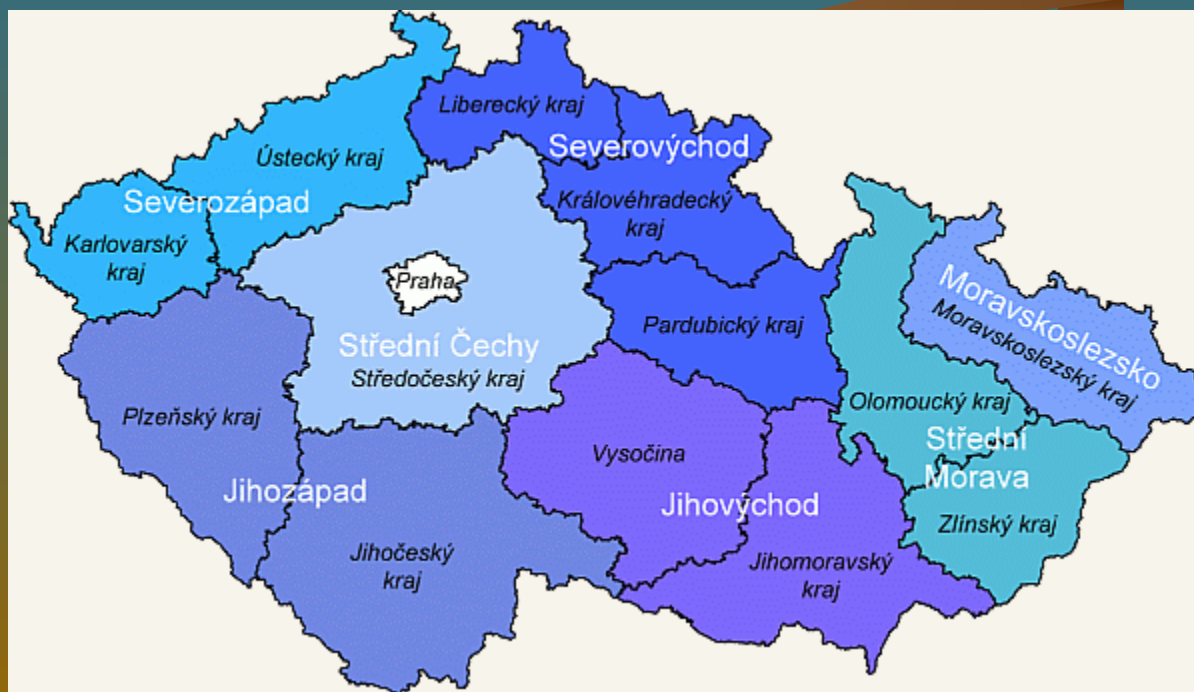 Liberecký kraj
Severovýchod
Ústecký kraj
Severozápad
Královéhradecký
kraj
Karlovarský
kraj
Praha
Moravskoslezsko
Moravskoslezský kraj
Pardubický kraj
Střední Čechy
Středočeský kraj
Plzeňský kraj
Olomoucký kraj
Střední
Morava
Vysočina
Jihozápad
Jihovýchod
Zlínský kraj
Jihočeský
kraj
Jihomoravský
kraj